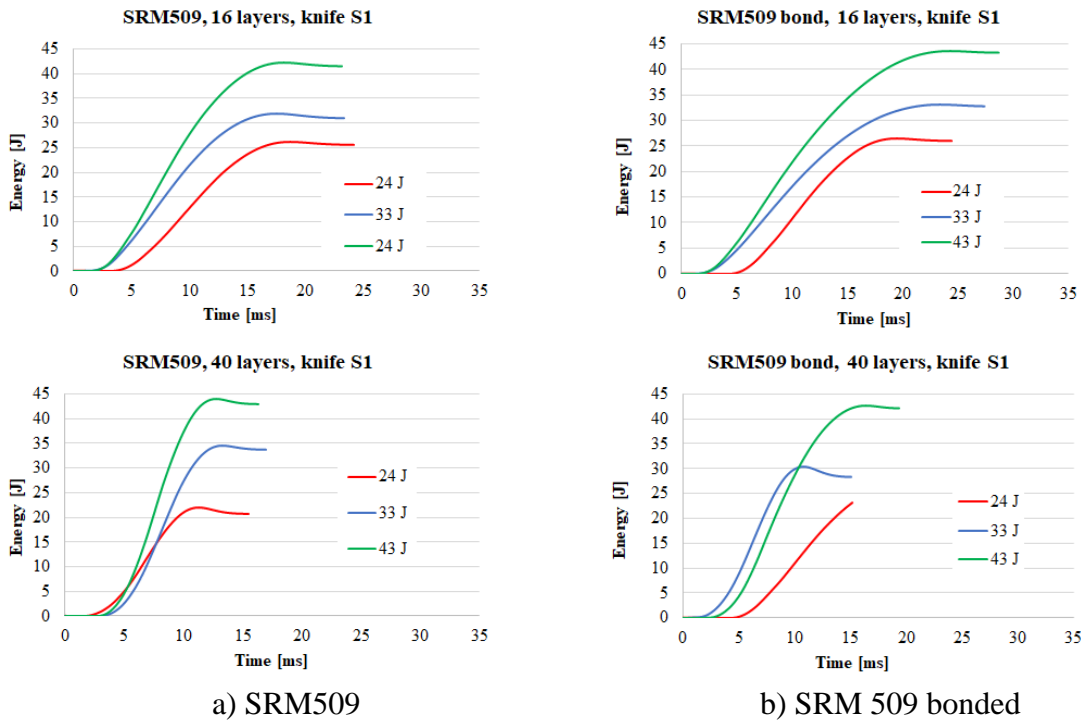 SRM509, 16 layers, knife S1
45
40
35
30
25
20
15
10
5
0
Energy [J]
24 J
33 J
24 J
0 5 10 15 20 25 30 35
Time [ms]
SRM509 bond, 16 layers, knife S1
45
40
35
30
25
20
15
10
5
0
Energy [J]
24 J
33 J
43 J
0 5 10 15 20 25 30 35
Time [ms]
SRM509, 40 layers, knife S1
45
40
35
30
25
20
15
10
5
0
Energy [J]
24 J
33 J
43 J
0 5 10 15 20 25 30 35
Time [ms]
SRM509 bond, 40 layers, knife S1
45
40
35
30
25
20
15
10
5
0
Energy [J]
24 J
33 J
43 J
0 5 10 15 20 25 30 35
Time [ms]
a) SRM509
b) SRM 509 bonded